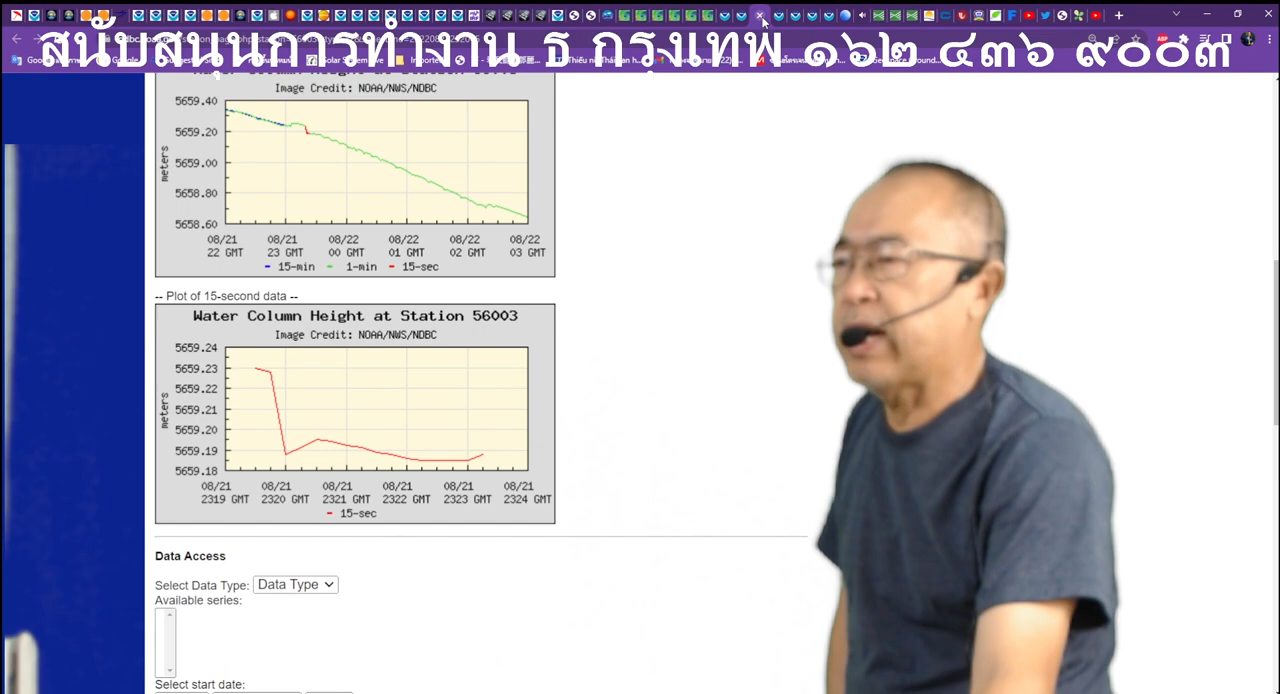 สนับสนุนการทำงาน ธ กรุงเทพ ๑๖๒ ๔๓๖ ๙๐๐๓
Image Credit: NOAA/NWS/NDBC
5659.40
5659.20
5659.00
5658.80
5658.60
meters
08/21 08/21 08/22 08/22 08/22 08/22
22 GMT 23 GMT 00 GMT 01 GMT 02 GMT 03 GMT
15-min 1-min 15-sec
-- Plot of 15-second data --
Water Column Height at Station 56003
Image Credit: NOAA/NWS/NDBC
5659.24
5659.23
5659.22
5659.21
5659.20
5659.19
5659.18
meters
08/21 08/21 08/21 08/21 08/21 08/21
2319 GMT 2320 GMT 2321 GMT 2322 GMT 2323 GMT 2324 GMT
15-sec
Data Access
Select Data Type: Data Type
Available series:
Select start date: